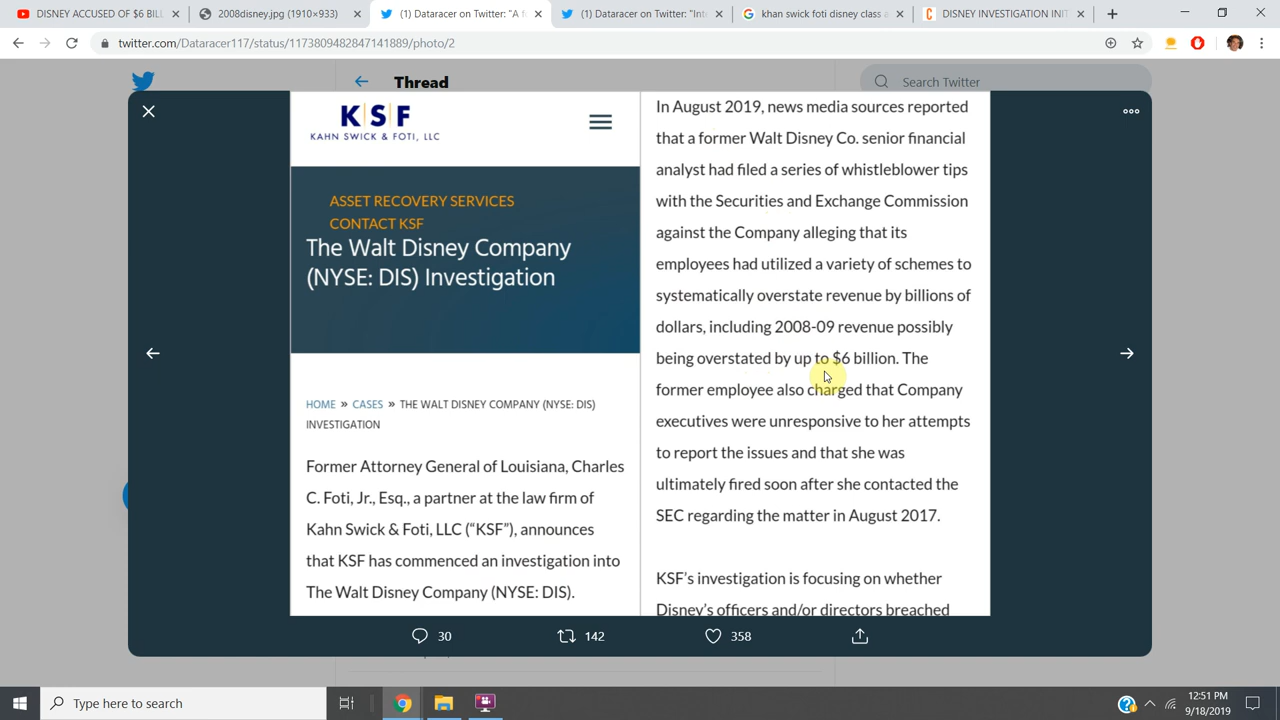 DISNEY ACCUSED OF $6 BILL
2008disney.jpg (1910×933)
(1) Dataracer on Twitter: "A f
(1) Dataracer on Twitter: "Inte
khan swick foti disney class a
DISNEY INVESTIGATION INIT
twitter.com/Dataracer117/status/1173809482847141889/photo/2
Thread
Search Twitter
KSF
KAHN SWICK & FOTI, LLC
ASSET RECOVERY SERVICES
CONTACT KSF
The Walt Disney Company
(NYSE: DIS) Investigation
HOME » CASES » THE WALT DISNEY COMPANY (NYSE: DIS)
INVESTIGATION
Former Attorney General of Louisiana, Charles
C. Foti, Jr., Esq., a partner at the law firm of
Kahn Swick & Foti, LLC (“KSF”), announces
that KSF has commenced an investigation into
The Walt Disney Company (NYSE: DIS).
In August 2019, news media sources reported
that a former Walt Disney Co. senior financial
analyst had filed a series of whistleblower tips
with the Securities and Exchange Commission
against the Company alleging that its
employees had utilized a variety of schemes to
systematically overstate revenue by billions of
dollars, including 2008-09 revenue possibly
being overstated by up to $6 billion. The
former employee also charged that Company
executives were unresponsive to her attempts
to report the issues and that she was
ultimately fired soon after she contacted the
SEC regarding the matter in August 2017.
KSF’s investigation is focusing on whether
Disney’s officers and/or directors breached
30
142
358
Type here to search
12:51 PM
9/18/2019